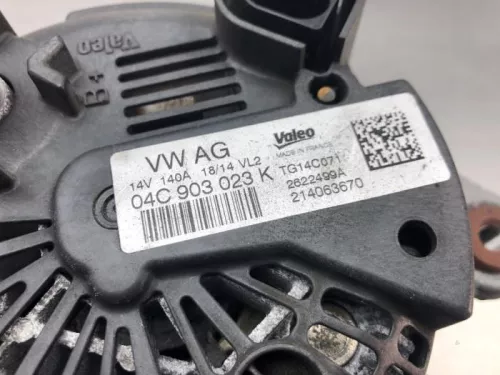 Valeo
B+
VW AG
14V 140A 18/14 VL2
04C 903 023 K
Valeo
MADE IN FRANCE
TG14C071
2622499A
214063670